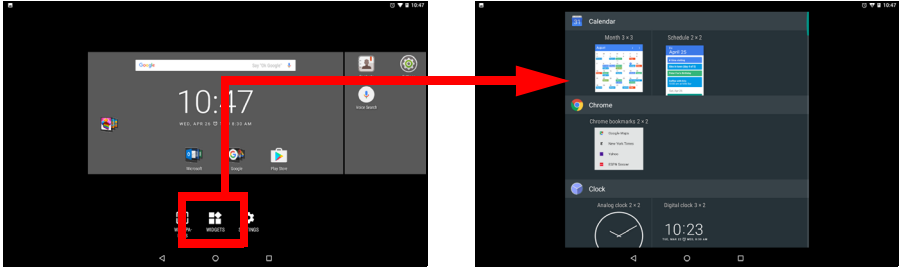 10:47
Google
Say "Ok Google"
10:47
WED, APR 26
Voice Search
Microsoft
Google
Play Store
WIDGETS
10:47
Calendar
Month 3 × 3
Schedule 2 × 2
April 25
Chrome
Chrome bookmarks 2 × 2
Google Maps
New York Times
Yahoo
ESPN Soccer
Clock
Analog clock 2 × 2
Digital clock 3 × 2
10:23